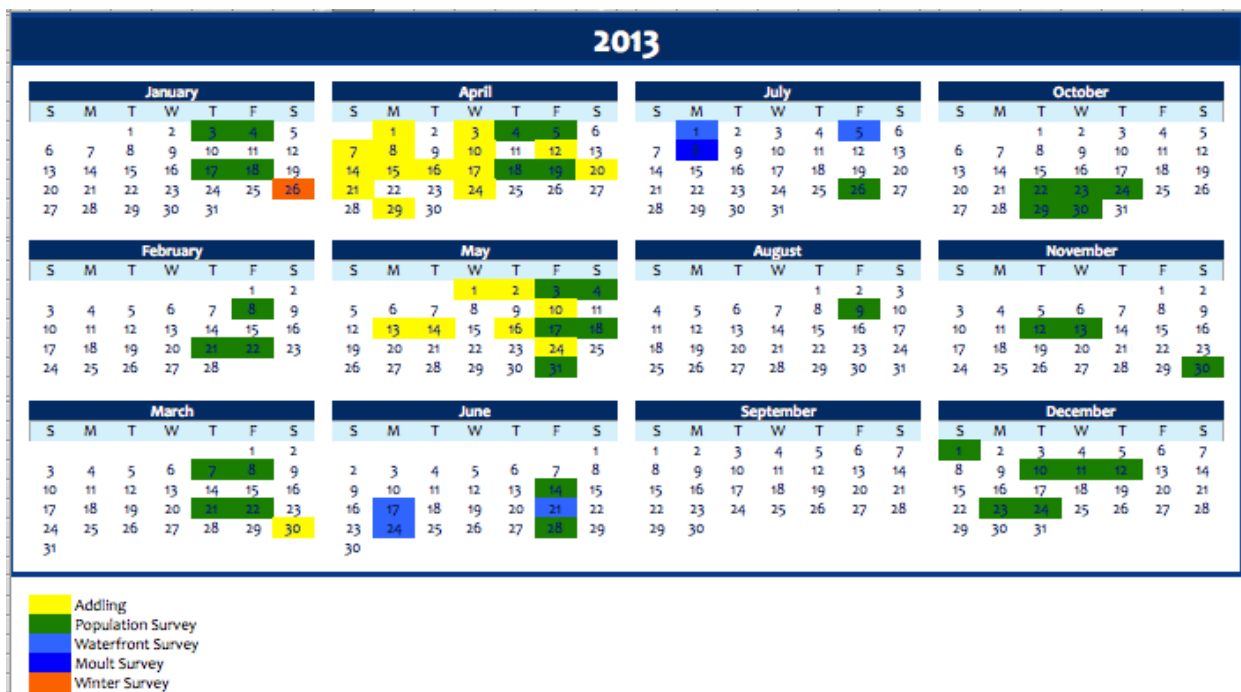 2013
January
S M T W T F S
1 2 3 4 5
6 7 8 9 10 11 12
13 14 15 16 17 18 19
20 21 22 23 24 25 26
27 28 29 30 31
February
S M T W T F S
1 2
3 4 5 6 7 8 9
10 11 12 13 14 15 16
17 18 19 20 21 22 23
24 25 26 27 28
March
S M T W T F S
1 2
3 4 5 6 7 8 9
10 11 12 13 14 15 16
17 18 19 20 21 22 23
24 25 26 27 28 29 30
31
April
S M T W T F S
1 2 3 4 5 6
7 8 9 10 11 12 13
14 15 16 17 18 19 20
21 22 23 24 25 26 27
28 29 30
May
S M T W T F S
1 2 3 4
5 6 7 8 9 10 11
12 13 14 15 16 17 18
19 20 21 22 23 24 25
26 27 28 29 30 31
June
S M T W T F S
1
2 3 4 5 6 7 8
9 10 11 12 13 14 15
16 17 18 19 20 21 22
23 24 25 26 27 28 29
30
July
S M T W T F S
1 2 3 4 5 6
7 8 9 10 11 12 13
14 15 16 17 18 19 20
21 22 23 24 25 26 27
28 29 30 31
August
S M T W T F S
1 2 3
4 5 6 7 8 9 10
11 12 13 14 15 16 17
18 19 20 21 22 23 24
25 26 27 28 29 30 31
September
S M T W T F S
1 2 3 4 5 6 7
8 9 10 11 12 13 14
15 16 17 18 19 20 21
22 23 24 25 26 27 28
29 30
October
S M T W T F S
1 2 3 4 5
6 7 8 9 10 11 12
13 14 15 16 17 18 19
20 21 22 23 24 25 26
27 28 29 30 31
November
S M T W T F S
1 2
3 4 5 6 7 8 9
10 11 12 13 14 15 16
17 18 19 20 21 22 23
24 25 26 27 28 29 30
December
S M T W T F S
1 2 3 4 5 6 7
8 9 10 11 12 13 14
15 16 17 18 19 20 21
22 23 24 25 26 27 28
29 30 31
Addling
Population Survey
Waterfront Survey
Moult Survey
Winter Survey